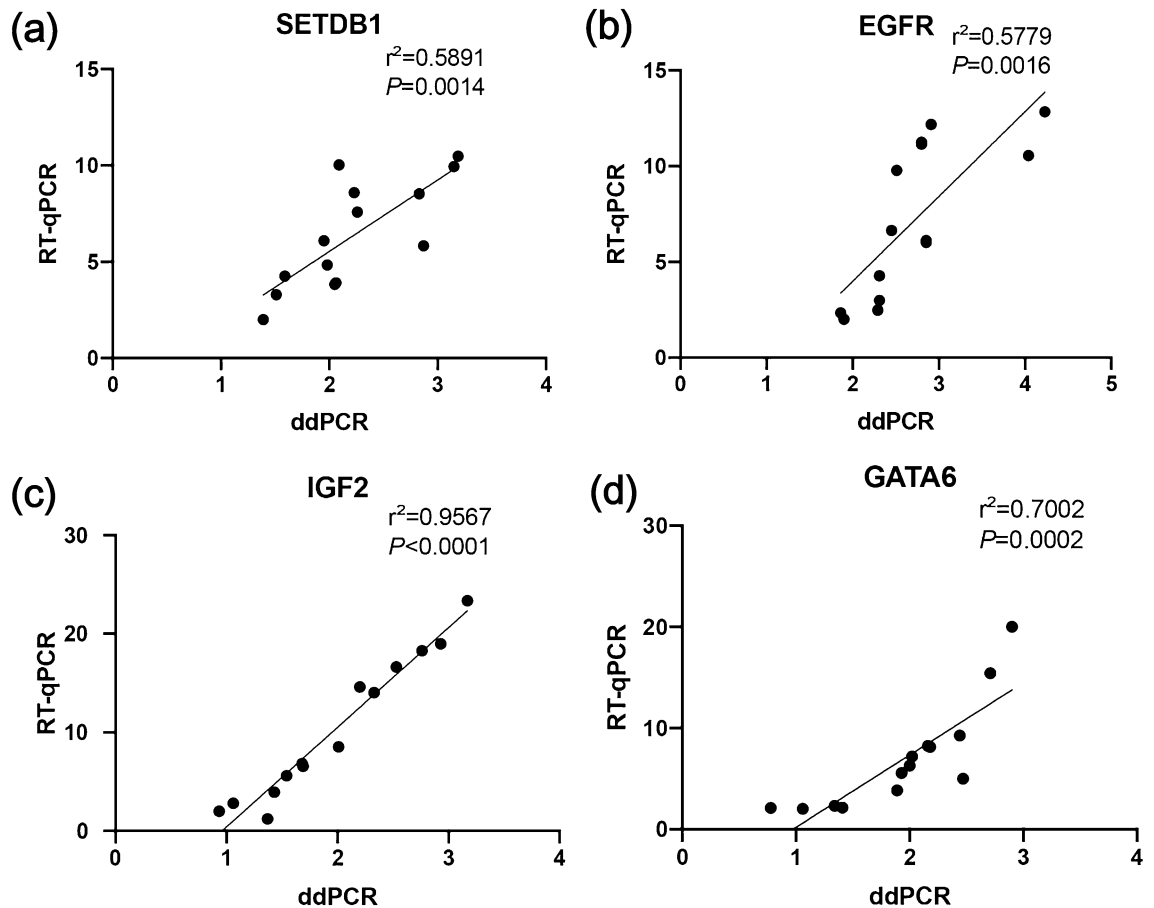 (a)
SETDB1
r²=0.5891
P=0.0014
RT-qPCR
15
10
5
0
0 1 2 3 4
ddPCR
(b)
EGFR
r²=0.5779
P=0.0016
RT-qPCR
15
10
5
0
0 1 2 3 4 5
ddPCR
(c)
IGF2
r²=0.9567
P<0.0001
RT-qPCR
30
20
10
0
0 1 2 3 4
ddPCR
(d)
GATA6
r²=0.7002
P=0.0002
RT-qPCR
30
20
10
0
0 1 2 3 4
ddPCR